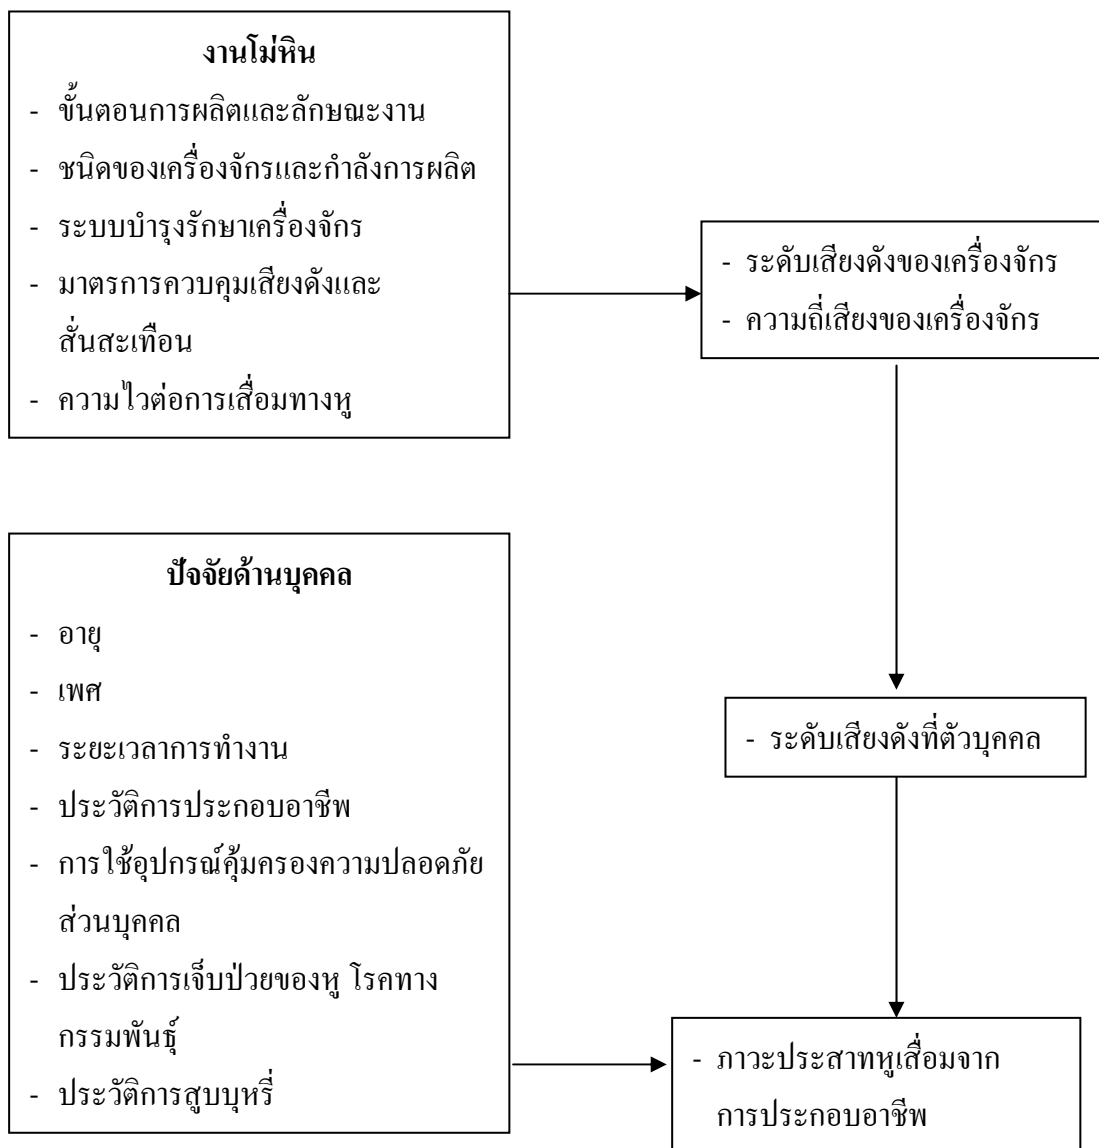 งานโม่หิน
- ขั้นตอนการผลิตและลักษณะงาน
- ชนิดของเครื่องจักรและกำลังการผลิต
- ระบบบำรุงรักษาเครื่องจักร
- มาตรการควบคุมเสียงดังและ
สั่นสะเทือน
- ความไวต่อการเสื่อมทางหู
- ระดับเสียงดังของเครื่องจักร
- ความถี่เสียงของเครื่องจักร
ปัจจัยด้านบุคคล
- อายุ
- เพศ
- ระยะเวลาการทำงาน
- ประวัติการประกอบอาชีพ
- การใช้อุปกรณ์คุ้มครองความปลอดภัย
ส่วนบุคคล
- ประวัติการเจ็บป่วยของหู โรคทาง
กรรมพันธุ์
- ประวัติการสูบบุหรี่
- ระดับเสียงดังที่ตัวบุคคล
- ภาวะประสาทหูเสื่อมจาก
การประกอบอาชีพ